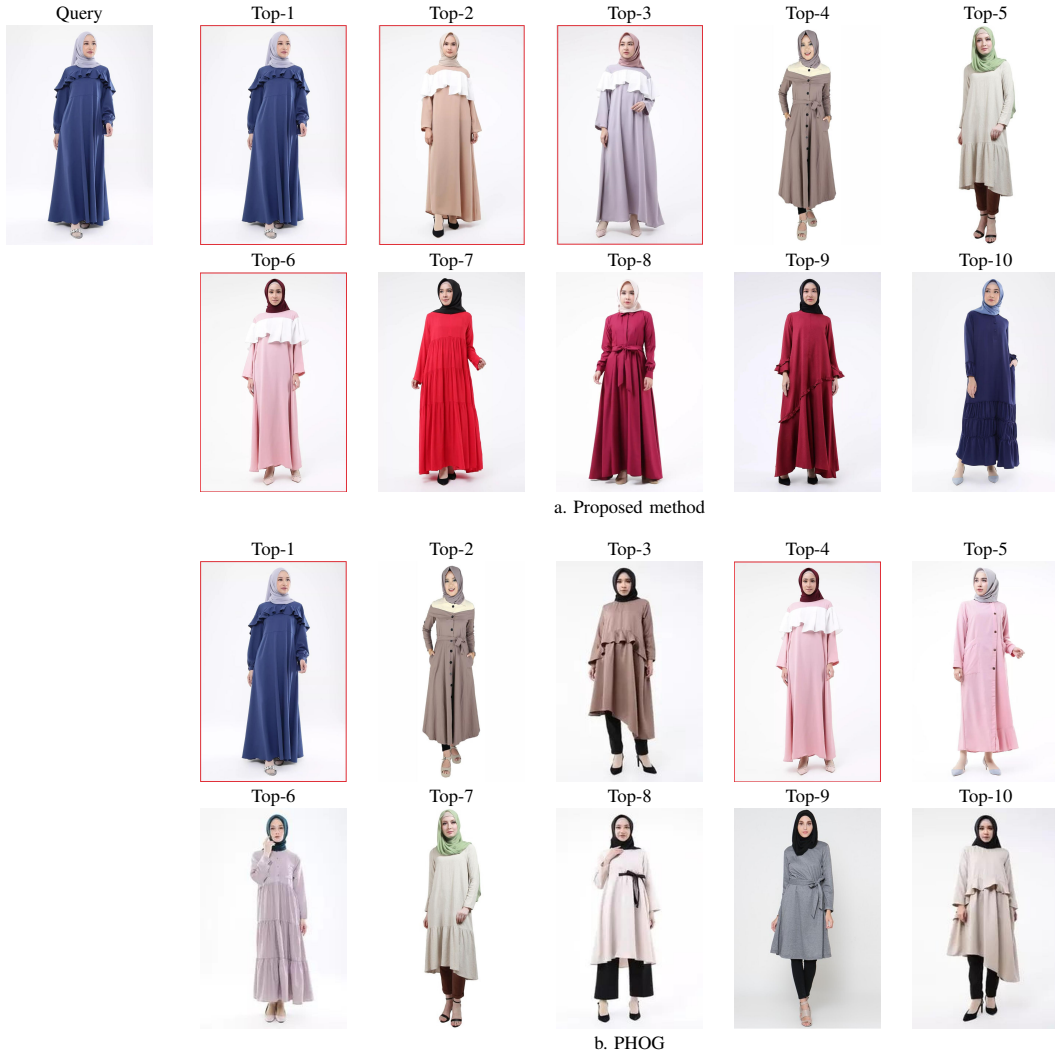 Query Top-1 Top-2 Top-3 Top-4 Top-5
Top-6 Top-7 Top-8 Top-9 Top-10
a. Proposed method
Top-1 Top-2 Top-3 Top-4 Top-5
Top-6 Top-7 Top-8 Top-9 Top-10
b. PHOG